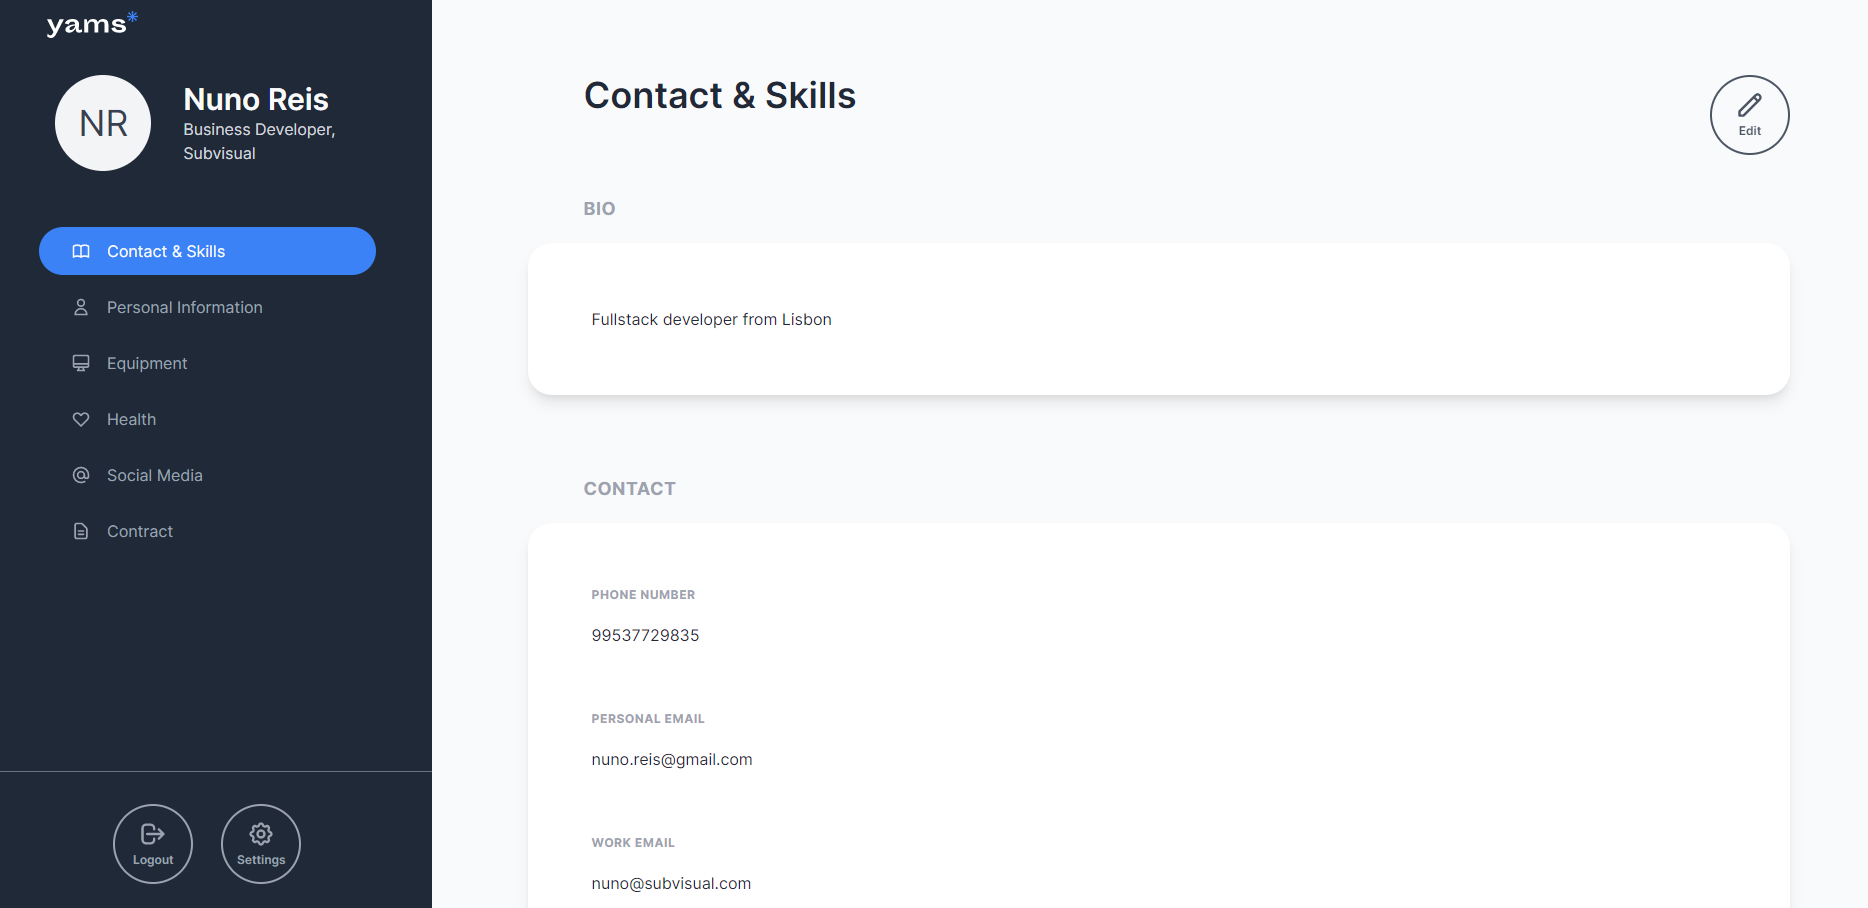 yams*
NR
Nuno Reis
Business Developer,
Subvisual
Contact & Skills
Personal Information
Equipment
Health
Social Media
Contract
Logout
Settings
Contact & Skills
Edit
BIO
Fullstack developer from Lisbon
CONTACT
PHONE NUMBER
99537729835
PERSONAL EMAIL
nuno.reis@gmail.com
WORK EMAIL
nuno@subvisual.com